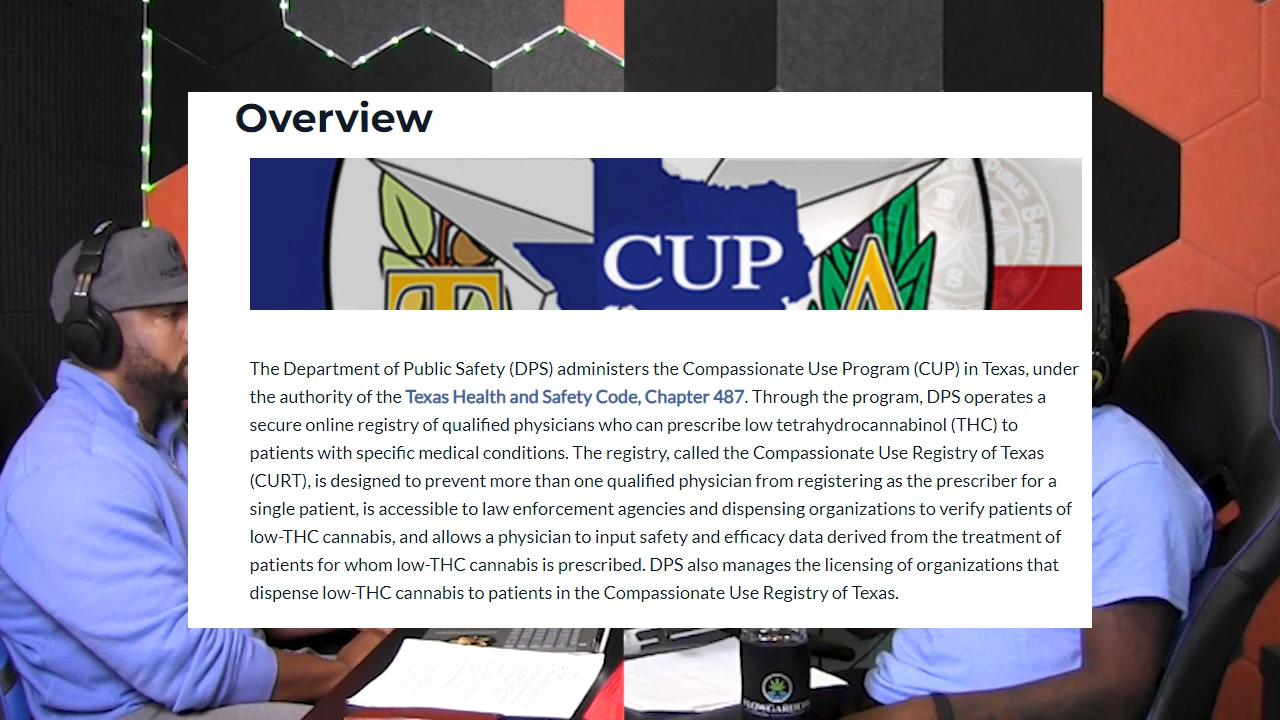 Overview
CUP
T
A
The Department of Public Safety (DPS) administers the Compassionate Use Program (CUP) in Texas, under
the authority of the Texas Health and Safety Code, Chapter 487. Through the program, DPS operates a
secure online registry of qualified physicians who can prescribe low tetrahydrocannabinol (THC) to
patients with specific medical conditions. The registry, called the Compassionate Use Registry of Texas
(CURT), is designed to prevent more than one qualified physician from registering as the prescriber for a
single patient, is accessible to law enforcement agencies and dispensing organizations to verify patients of
low-THC cannabis, and allows a physician to input safety and efficacy data derived from the treatment of
patients for whom low-THC cannabis is prescribed. DPS also manages the licensing of organizations that
dispense low-THC cannabis to patients in the Compassionate Use Registry of Texas.